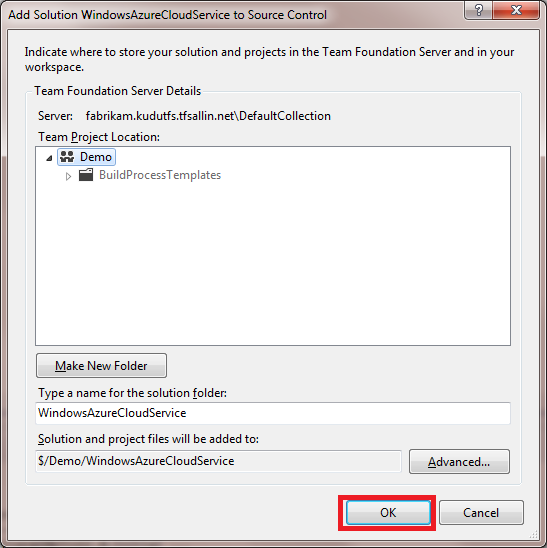 Add Solution WindowsAzureCloudService to Source Control
Indicate where to store your solution and projects in the Team Foundation Server and in your
workspace.
Team Foundation Server Details
Server: fabrikam.kudutfs.tfsallin.net\DefaultCollection
Team Project Location:
Demo
BuildProcessTemplates
Make New Folder
Type a name for the solution folder:
WindowsAzureCloudService
Solution and project files will be added to:
$/Demo/WindowsAzureCloudService
Advanced...
OK
Cancel